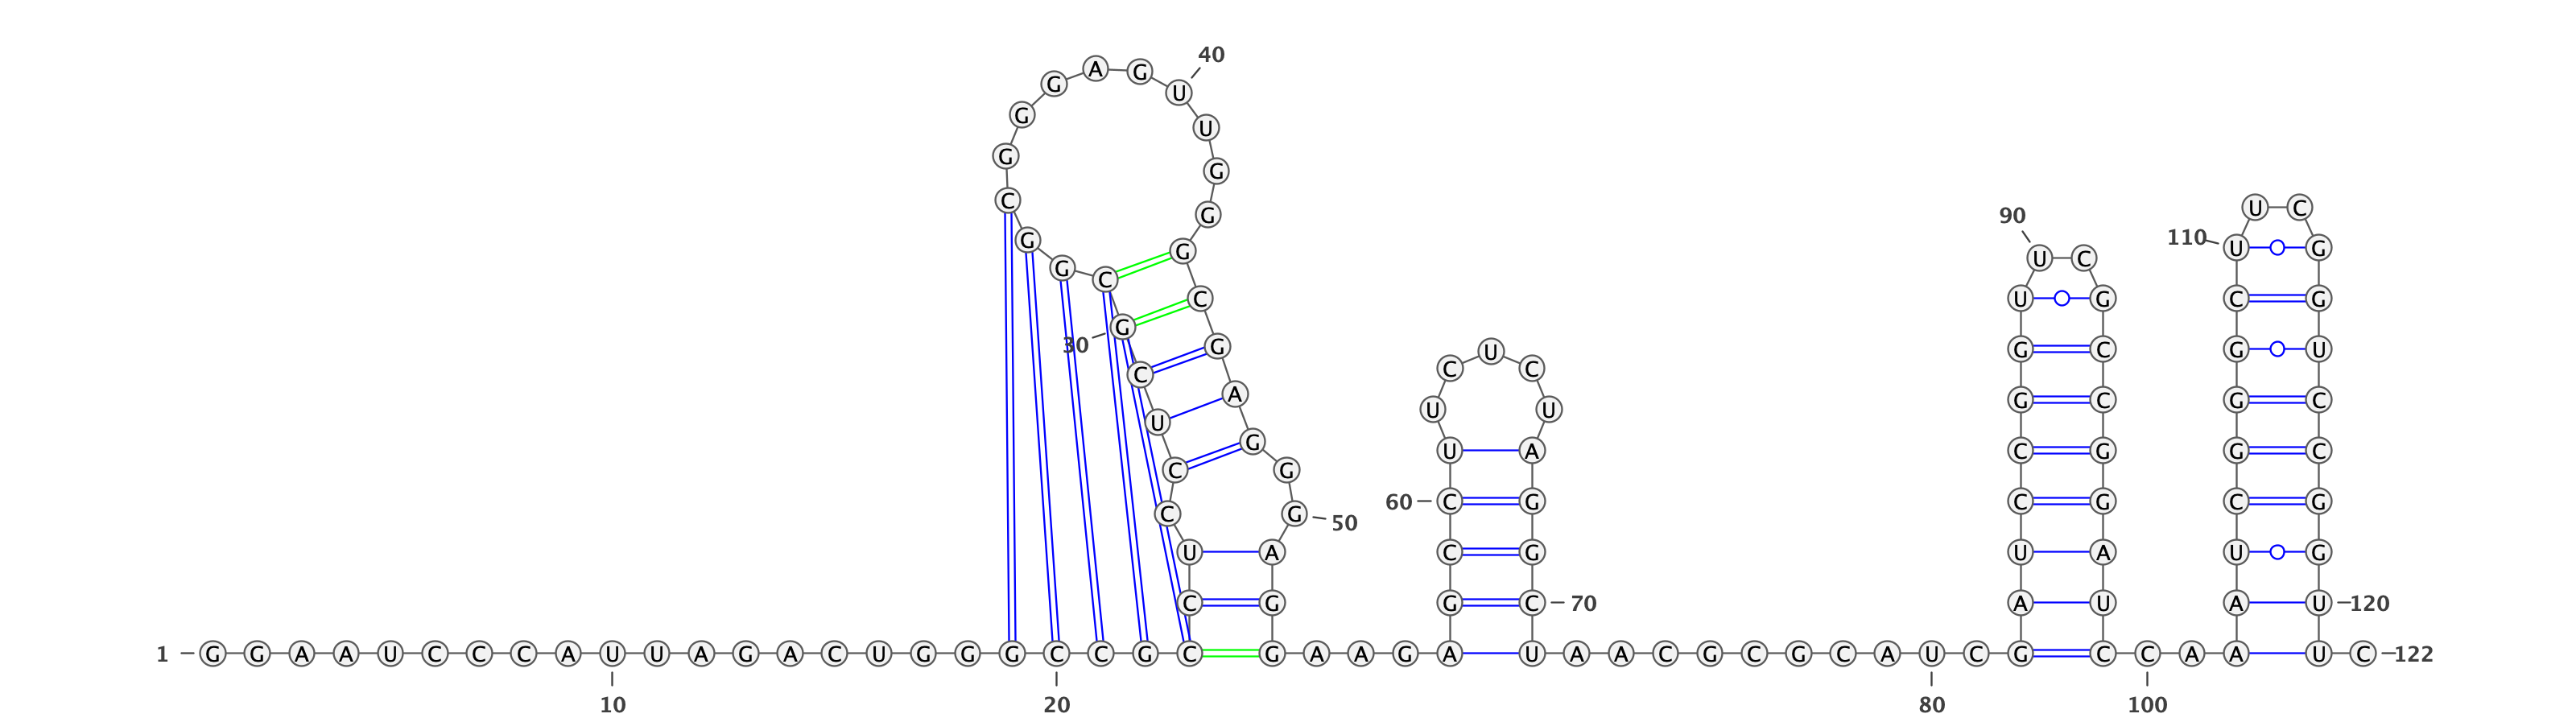 40
A G
G
U
G
U
G
G
C U C
G 90
110 U G
G G
U C
G
C
C U G C G
G
30
G G C G U
U
C C
C
A G C G C
U U
U
G
U A C G G C
C G
60 C G C G C G
C G 50
U A C G U A U G
C G G C 70 A U A U 120
1 G G A A U C C C A U U A G A C U G G G C C G C G A A G A U A A C G C G C A U C G C C A A U C 122
10 20 80 100